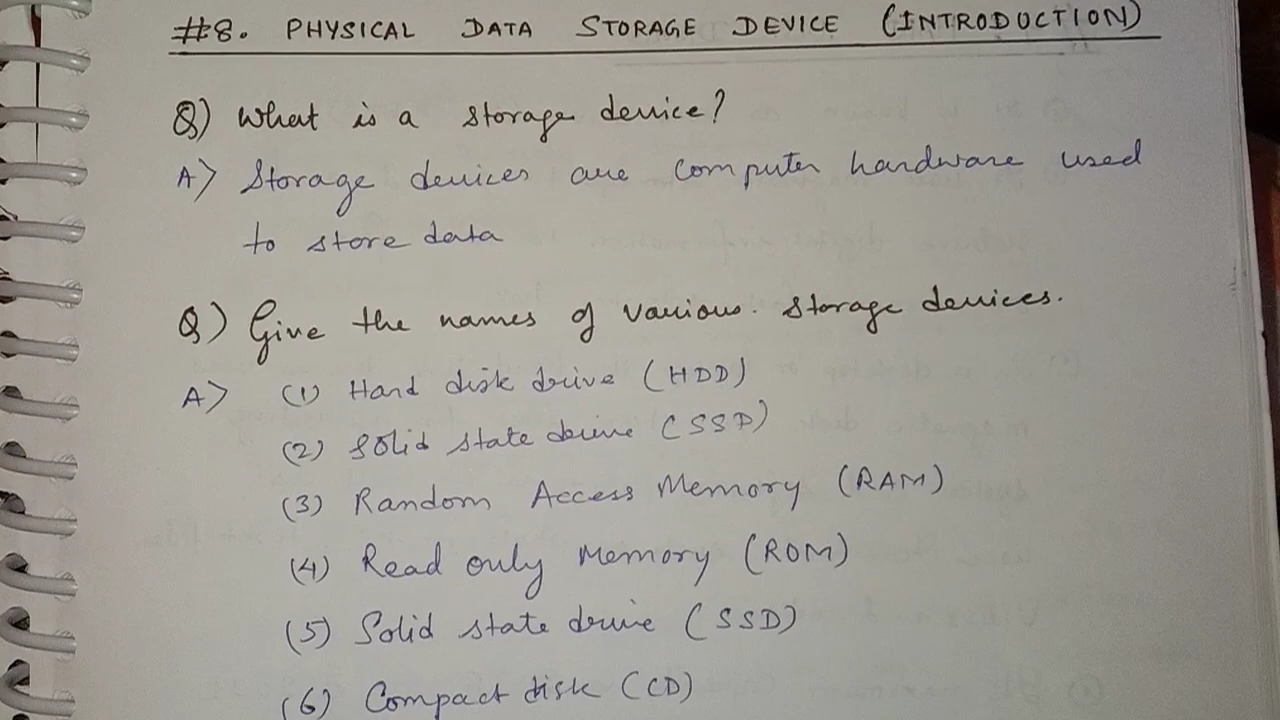 #8. PHYSICAL DATA STORAGE DEVICE (INTRODUCTION)
Q) What is a storage device?
A) Storage devices are computer hardware used
to store data
Q) Give the names of various storage devices.
A) (1) Hard disk drive (HDD)
(2) Solid state drive (SSD)
(3) Random Access Memory (RAM)
(4) Read only Memory (ROM)
(5) Solid state drive (SSD)
(6) Compact disk (CD)